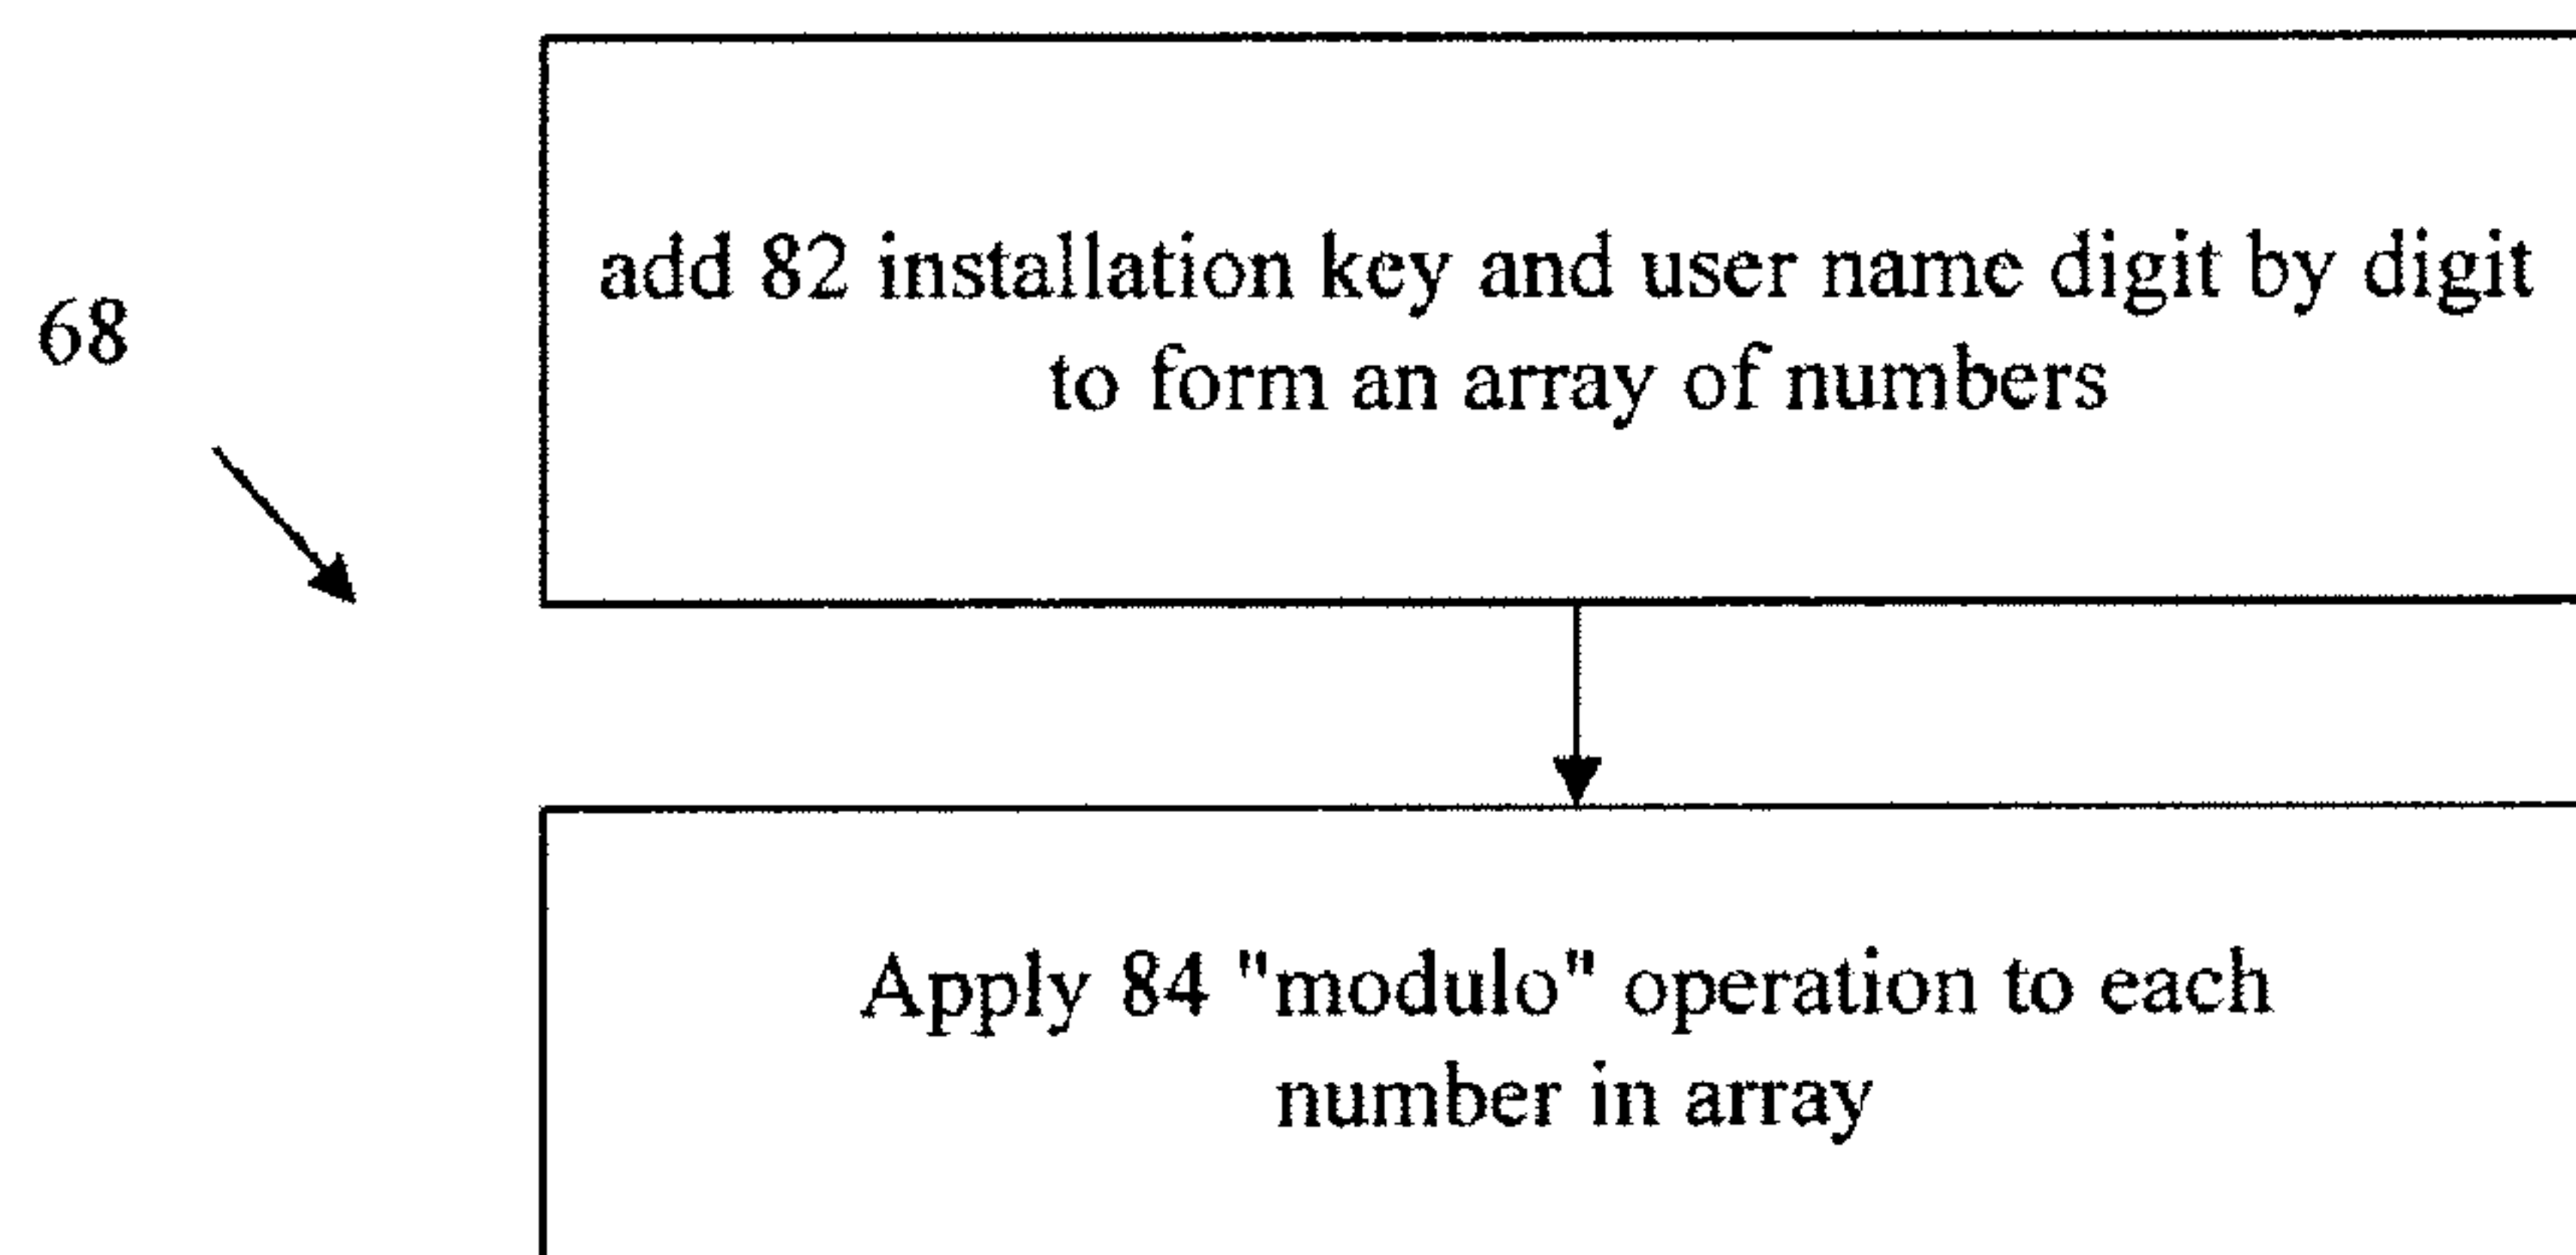 add 82 installation key and user name digit by digit
to form an array of numbers
68
Apply 84 "modulo" operation to each
number in array